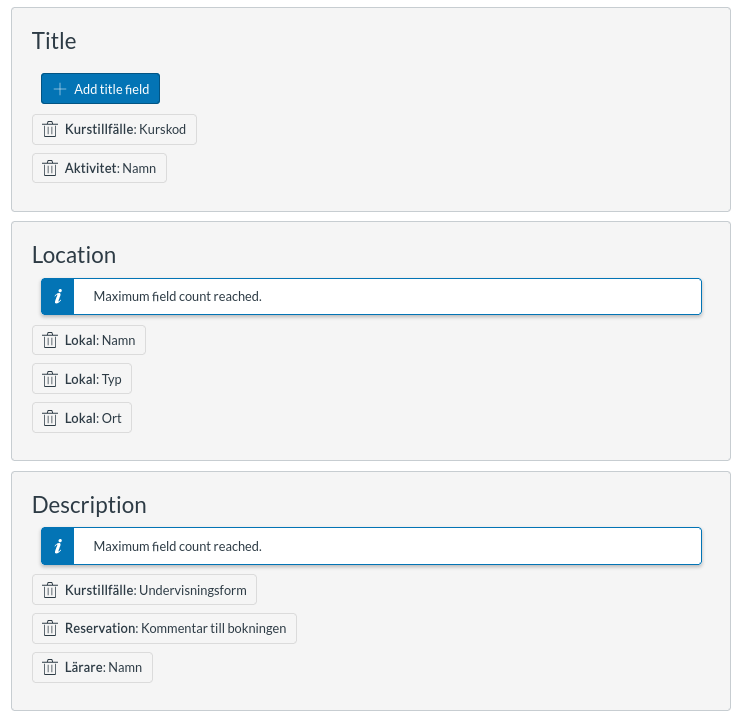 Title
Add title field
Kurstillfälle: Kurskod
Aktivitet: Namn
Location
i Maximum field count reached.
Lokal: Namn
Lokal: Typ
Lokal: Ort
Description
i Maximum field count reached.
Kurstillfälle: Undervisningsform
Reservation: Kommentar till bokningen
Lärare: Namn